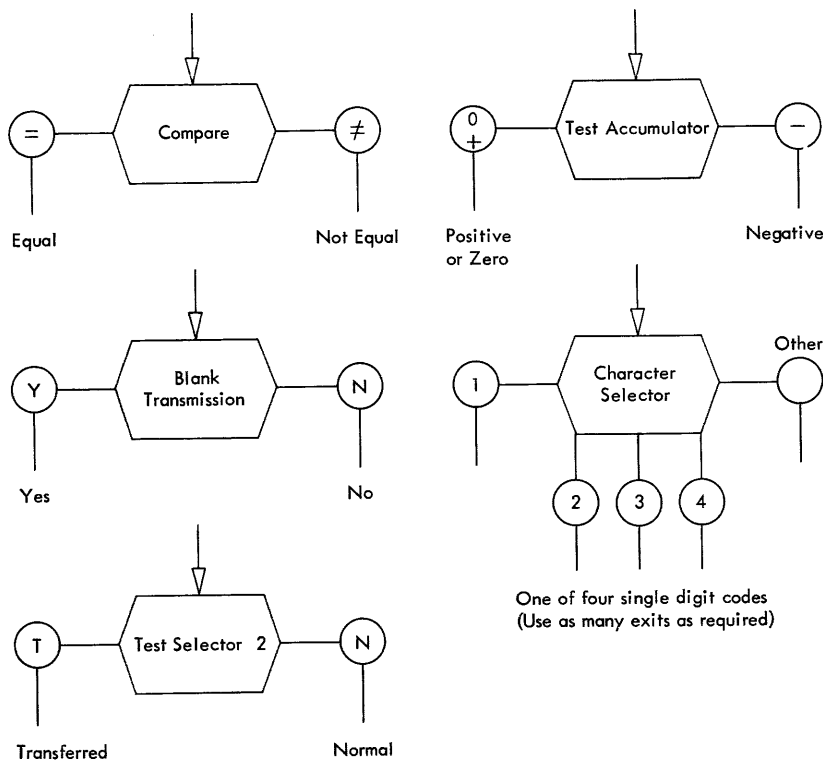 = Compare ≠
Equal Not Equal
0
+ Test Accumulator −
Positive
or Zero
Negative
Y Blank
Transmission N
Yes No
1 Character
Selector
Other
2 3 4
One of four single digit codes
(Use as many exits as required)
T Test Selector 2 N
Transferred Normal